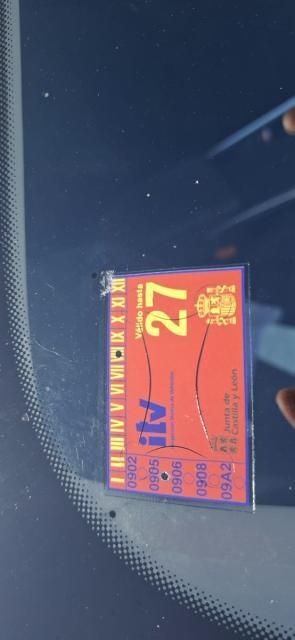 I II III IV V VI VII VIII IX X XI XII
Válido hasta
27
itv
Inspección Técnica de Vehículos
Junta de
Castilla y León
0902
0905
0906
0908
09A2